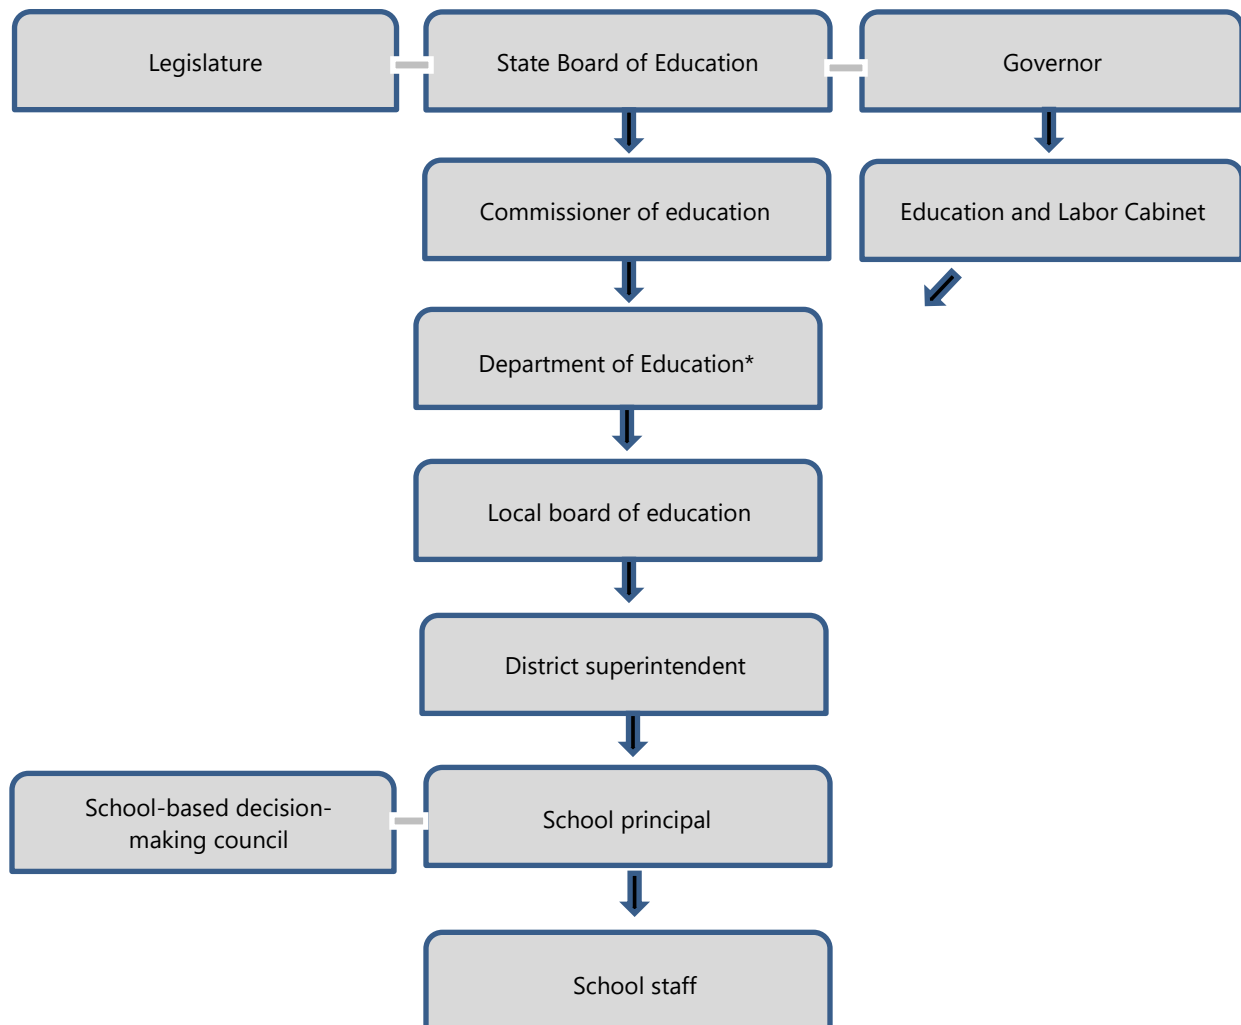 Legislature
State Board of Education
Governor
Commissioner of education
Education and Labor Cabinet
Department of Education*
Local board of education
District superintendent
School-based decision-
making council
School principal
School staff